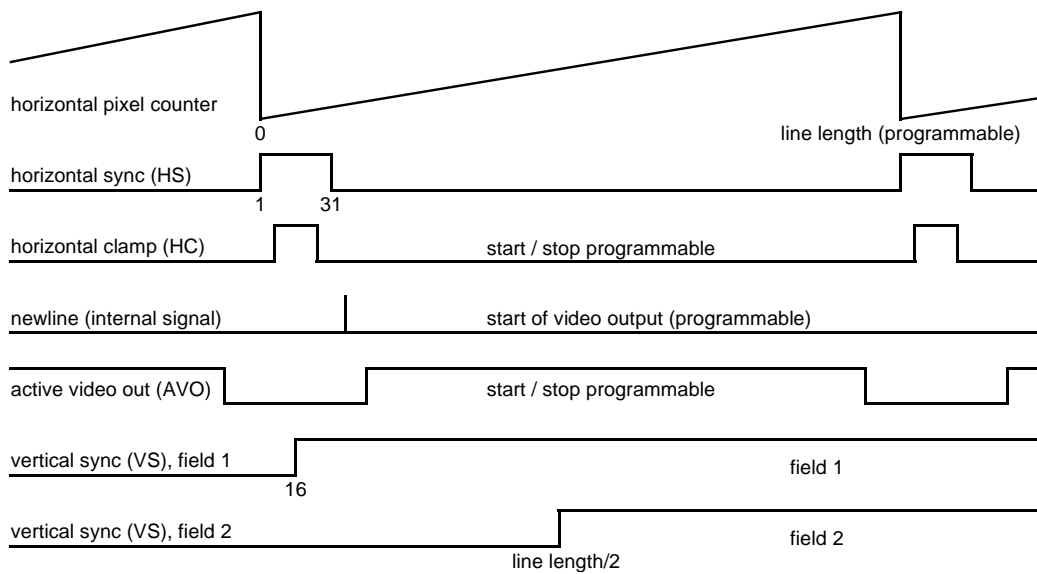 horizontal pixel counter
0
line length (programmable)
horizontal sync (HS)
1
31
horizontal clamp (HC)
start / stop programmable
newline (internal signal)
start of video output (programmable)
active video out (AVO)
start / stop programmable
vertical sync (VS), field 1
field 1
16
vertical sync (VS), field 2
field 2
line length/2